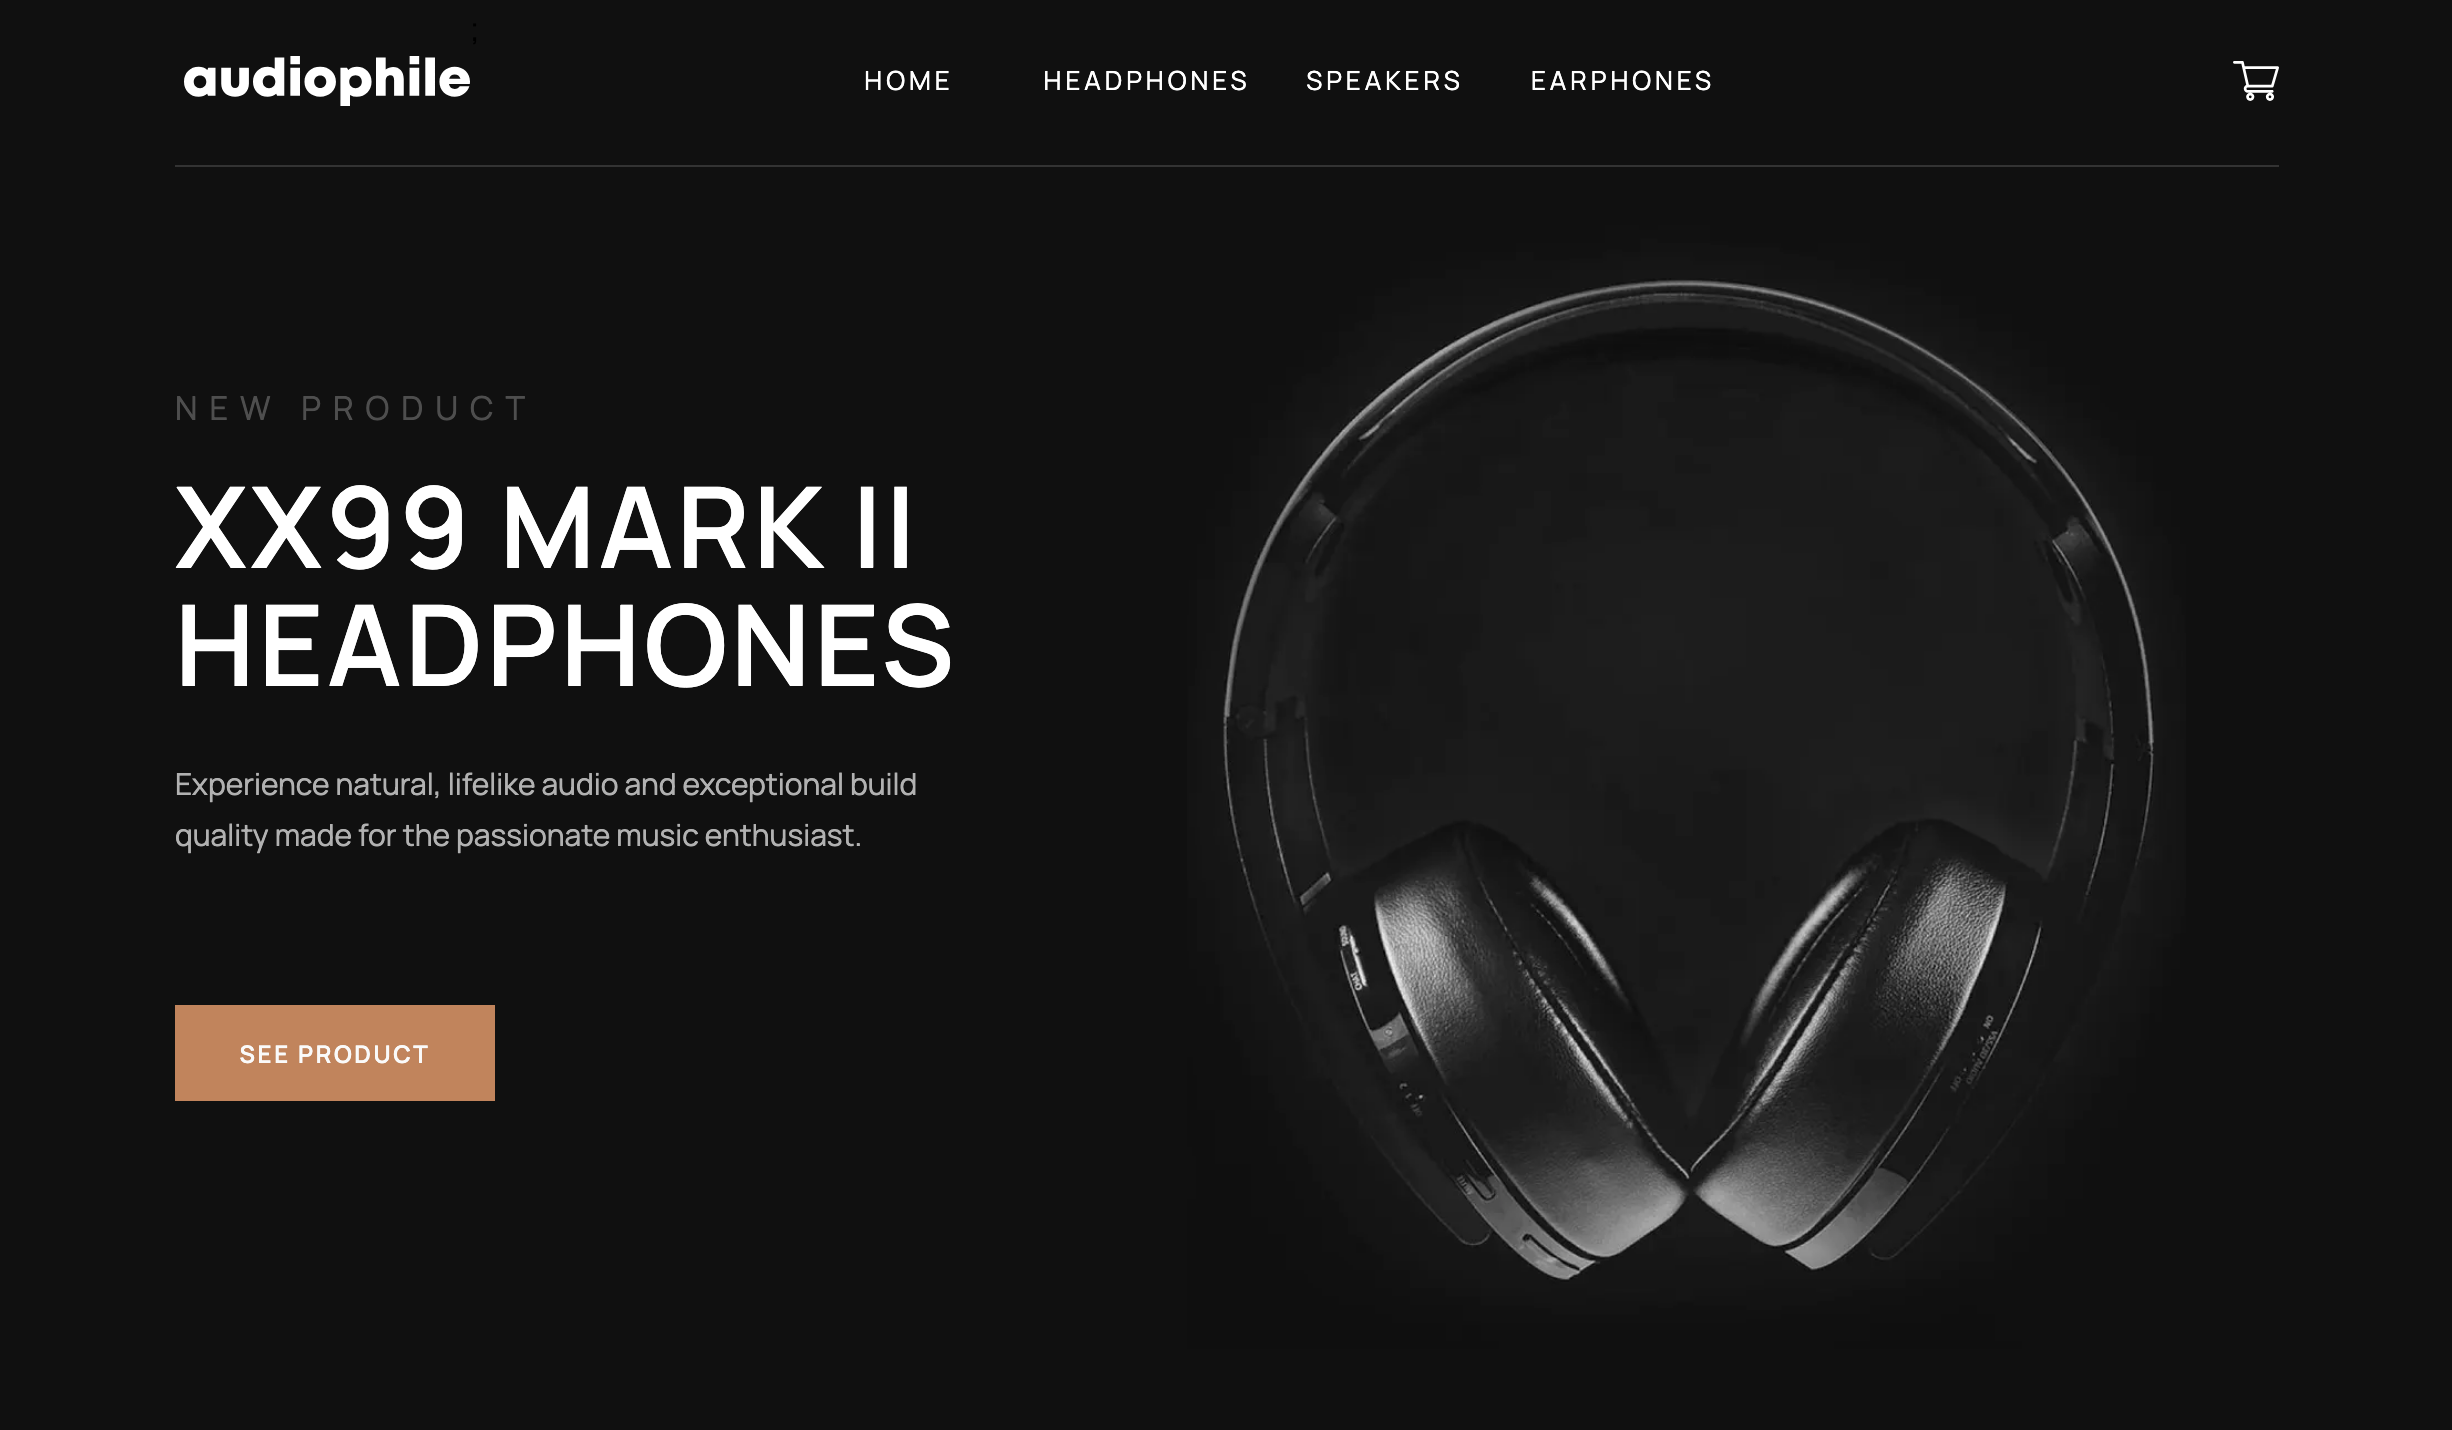 audiophile
HOME HEADPHONES SPEAKERS EARPHONES
NEW PRODUCT
XX99 MARK II
HEADPHONES
Experience natural, lifelike audio and exceptional build
quality made for the passionate music enthusiast.
SEE PRODUCT